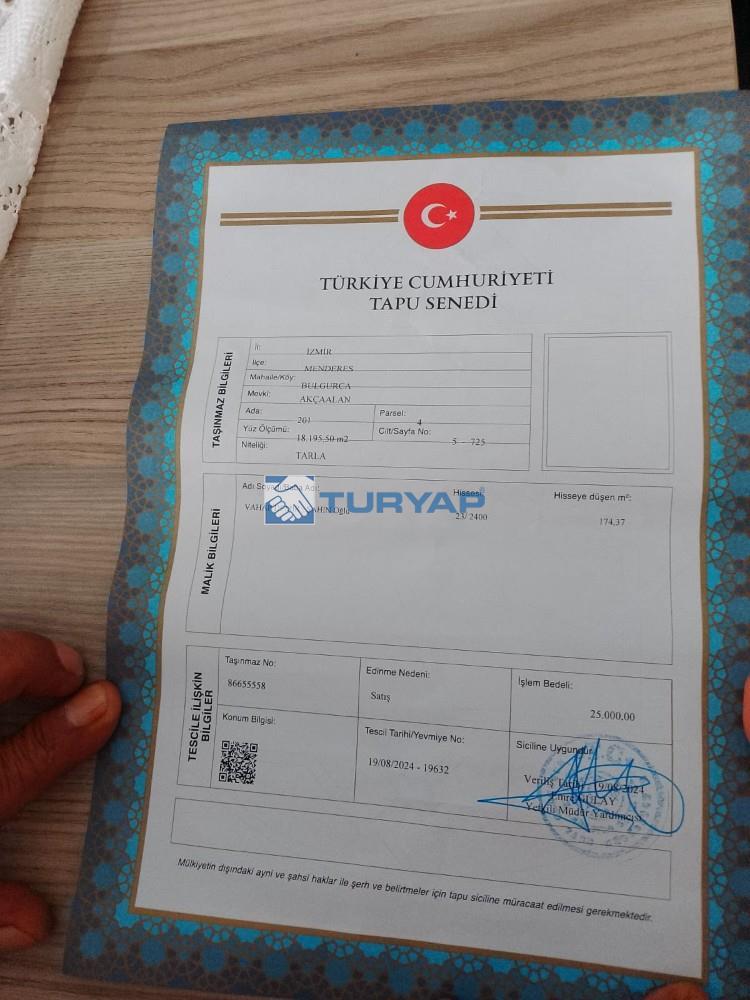 TÜRKİYE CUMHURİYETİ
TAPU SENEDİ
TAŞINMAZ BİLGİLERİ
İl: İZMİR
İlçe: MENDERES
Mahalle/Köy: BULGURCA
Mevki: AKÇAALAN
Ada: 201 Parsel: 4
Yüz Ölçümü: 18.195,50 m2 Cilt/Sayfa No: 5 - 725
Niteliği: TARLA
MALİK BİLGİLERİ
Adı Hissesi: Hisseye düşen m²:
Oğlu 23/2400 174,37
TURYAP
TESCİLE İLİŞKİN BİLGİLER
Taşınmaz No: Edinme Nedeni: İşlem Bedeli:
86655558 Satış 25.000,00
Konum Bilgisi: Tescil Tarihi/Yevmiye No: Siciline Uygundur
19/08/2024 - 19632
Veriliş 19/08/2024
Yetkili Müdür Yardımcısı
Mülkiyetin dışındaki ayni ve şahsi haklar ile şerh ve belirtmeler için tapu siciline müracaat edilmesi gerekmektedir.